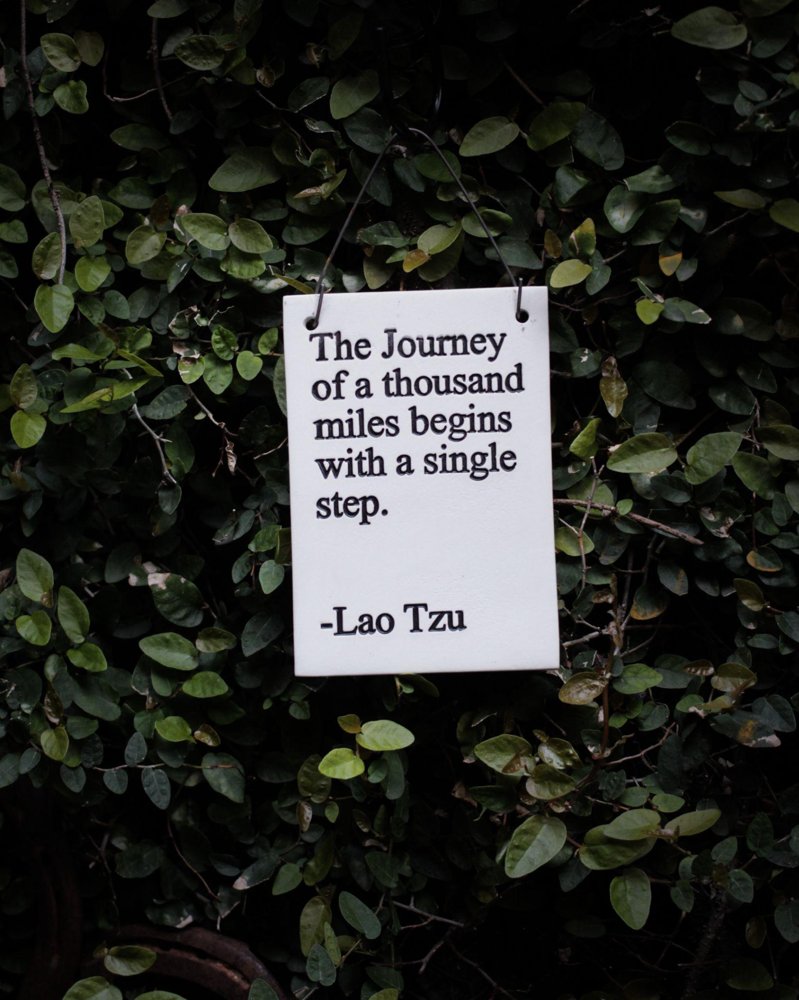 The Journey
of a thousand
miles begins
with a single
step.
-Lao Tzu